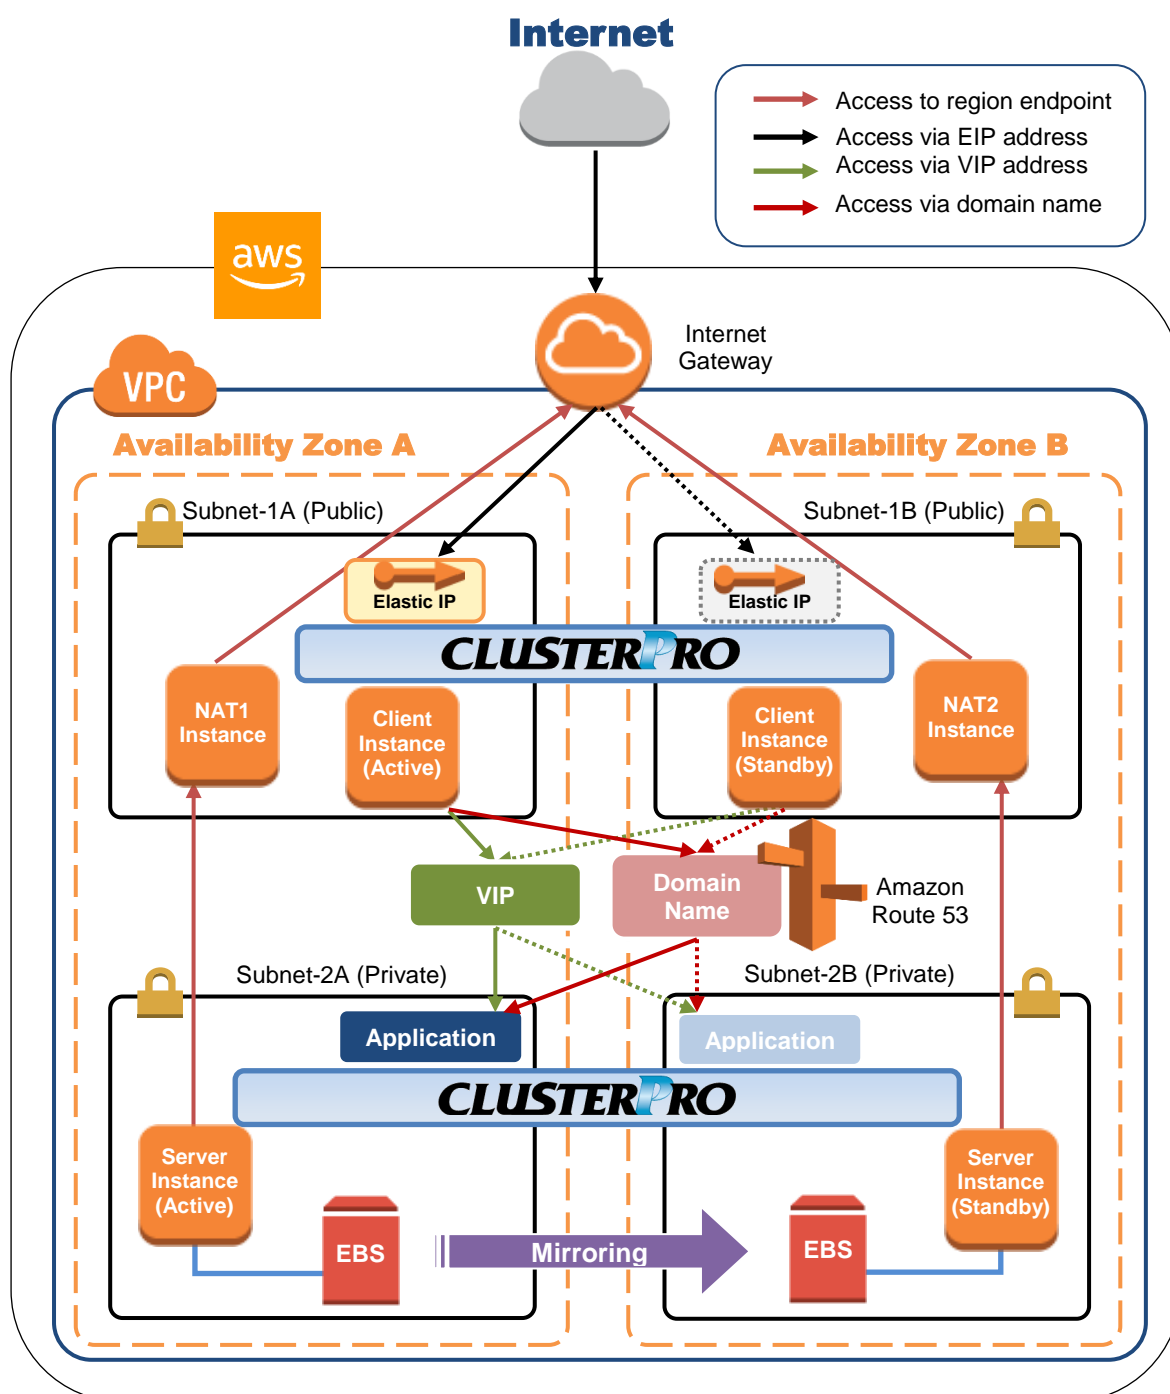 Internet
Access to region endpoint
Access via EIP address
Access via VIP address
Access via domain name
aws
Internet
Gateway
VPC
Availability Zone A
Availability Zone B
Subnet-1A (Public)
Subnet-1B (Public)
Elastic IP
Elastic IP
CLUSTERPRO
NAT1
Instance
Client
Instance
(Active)
Client
Instance
(Standby)
NAT2
Instance
VIP
Domain
Name
Amazon
Route 53
Subnet-2A (Private)
Subnet-2B (Private)
Application
Application
CLUSTERPRO
Server
Instance
(Active)
Server
Instance
(Standby)
EBS
Mirroring
EBS